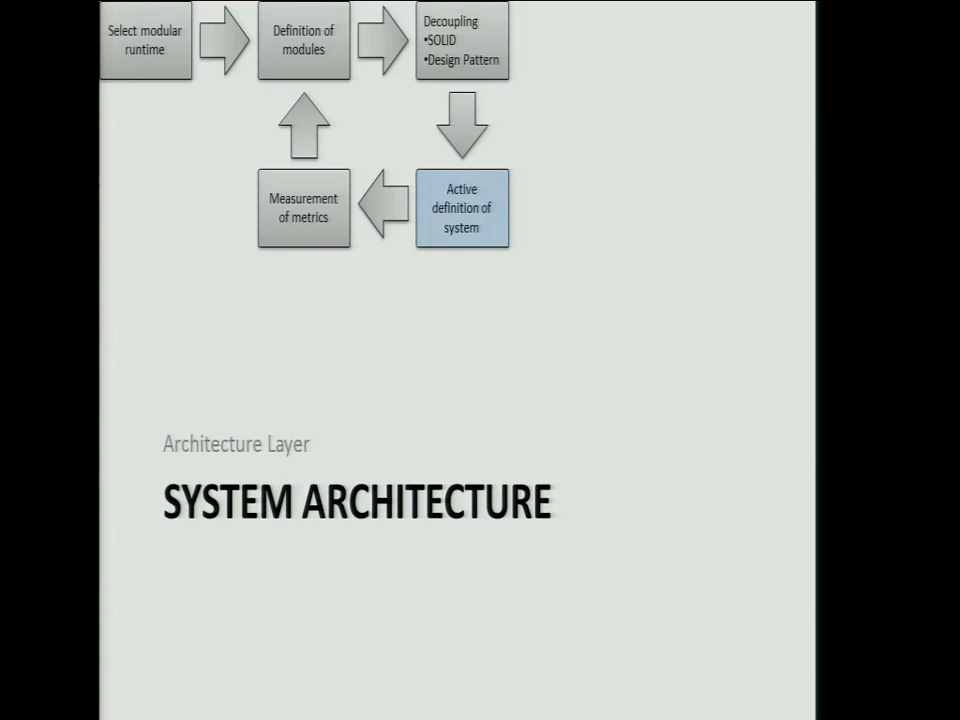 Select modular
runtime
Definition of
modules
Decoupling
•SOLID
•Design Pattern
Measurement
of metrics
Active
definition of
system
Architecture Layer
SYSTEM ARCHITECTURE